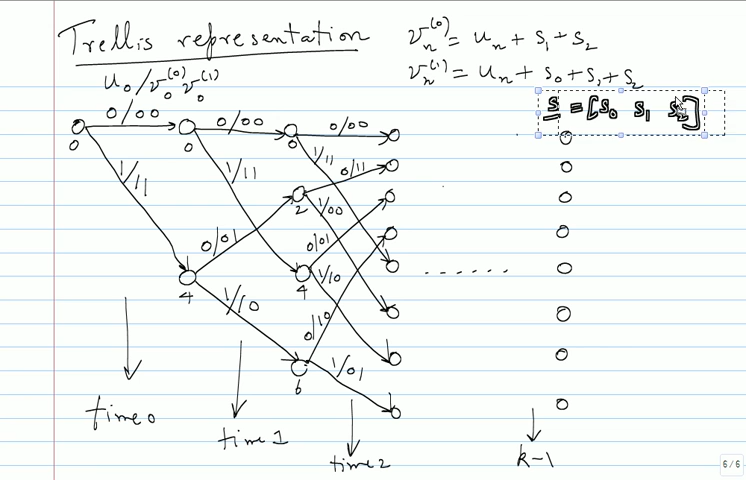 Trellis representation
v_n^(0) = u_n + s_1 + s_2
v_n^(1) = u_n + s_0 + s_1 + s_2
u_0/v_0^(0) v_0^(1)
s = [s_0 s_1 s_2]
0/00 0/00 0/00
0 0 0
1/11 1/11 1/11
0/11
2
1/00
0/01 0/01
4 4
1/10 1/10
0/10
6
1/01
......
time 0
time 1
time 2
k-1
6/6